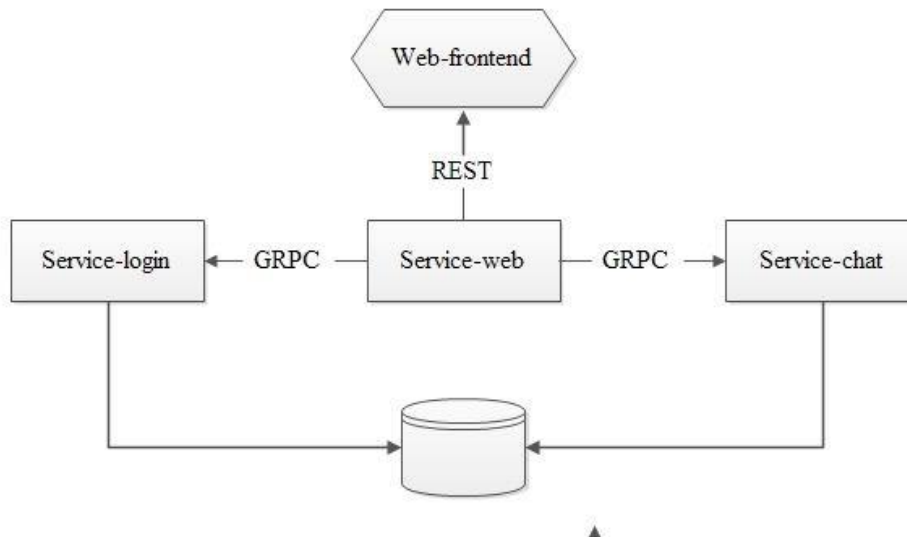 Web-frontend
REST
Service-login
GRPC
Service-web
GRPC
Service-chat